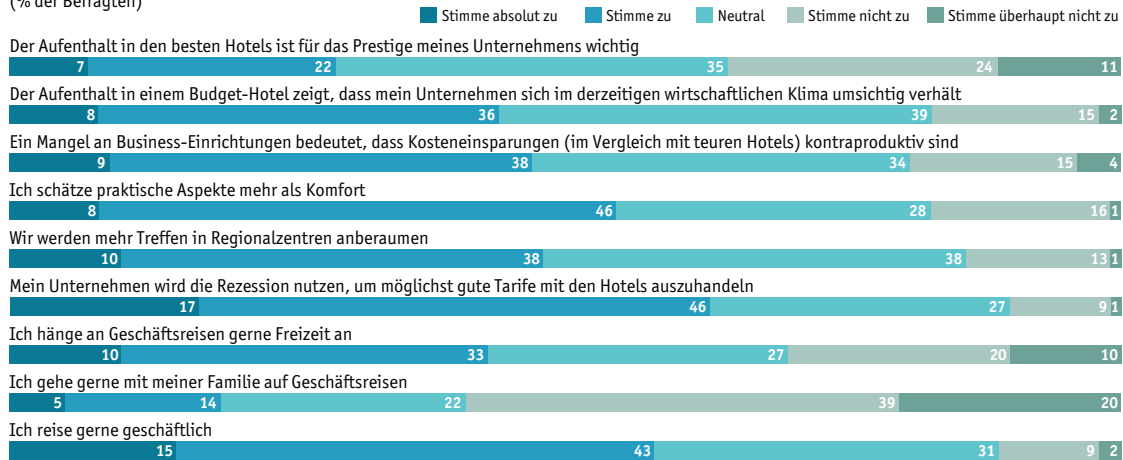 (% der Befragten)
Stimme absolut zu Stimme zu Neutral Stimme nicht zu Stimme überhaupt nicht zu
Der Aufenthalt in den besten Hotels ist für das Prestige meines Unternehmens wichtig
7 22 35 24 11
Der Aufenthalt in einem Budget-Hotel zeigt, dass mein Unternehmen sich im derzeitigen wirtschaftlichen Klima umsichtig verhält
8 36 39 15 2
Ein Mangel an Business-Einrichtungen bedeutet, dass Kosteneinsparungen (im Vergleich mit teuren Hotels) kontraproduktiv sind
9 38 34 15 4
Ich schätze praktische Aspekte mehr als Komfort
8 46 28 16 1
Wir werden mehr Treffen in Regionalzentren anberaumen
10 38 38 13 1
Mein Unternehmen wird die Rezession nutzen, um möglichst gute Tarife mit den Hotels auszuhandeln
17 46 27 9 1
Ich hänge an Geschäftsreisen gerne Freizeit an
10 33 27 20 10
Ich gehe gerne mit meiner Familie auf Geschäftsreisen
5 14 22 39 20
Ich reise gerne geschäftlich
15 43 31 9 2